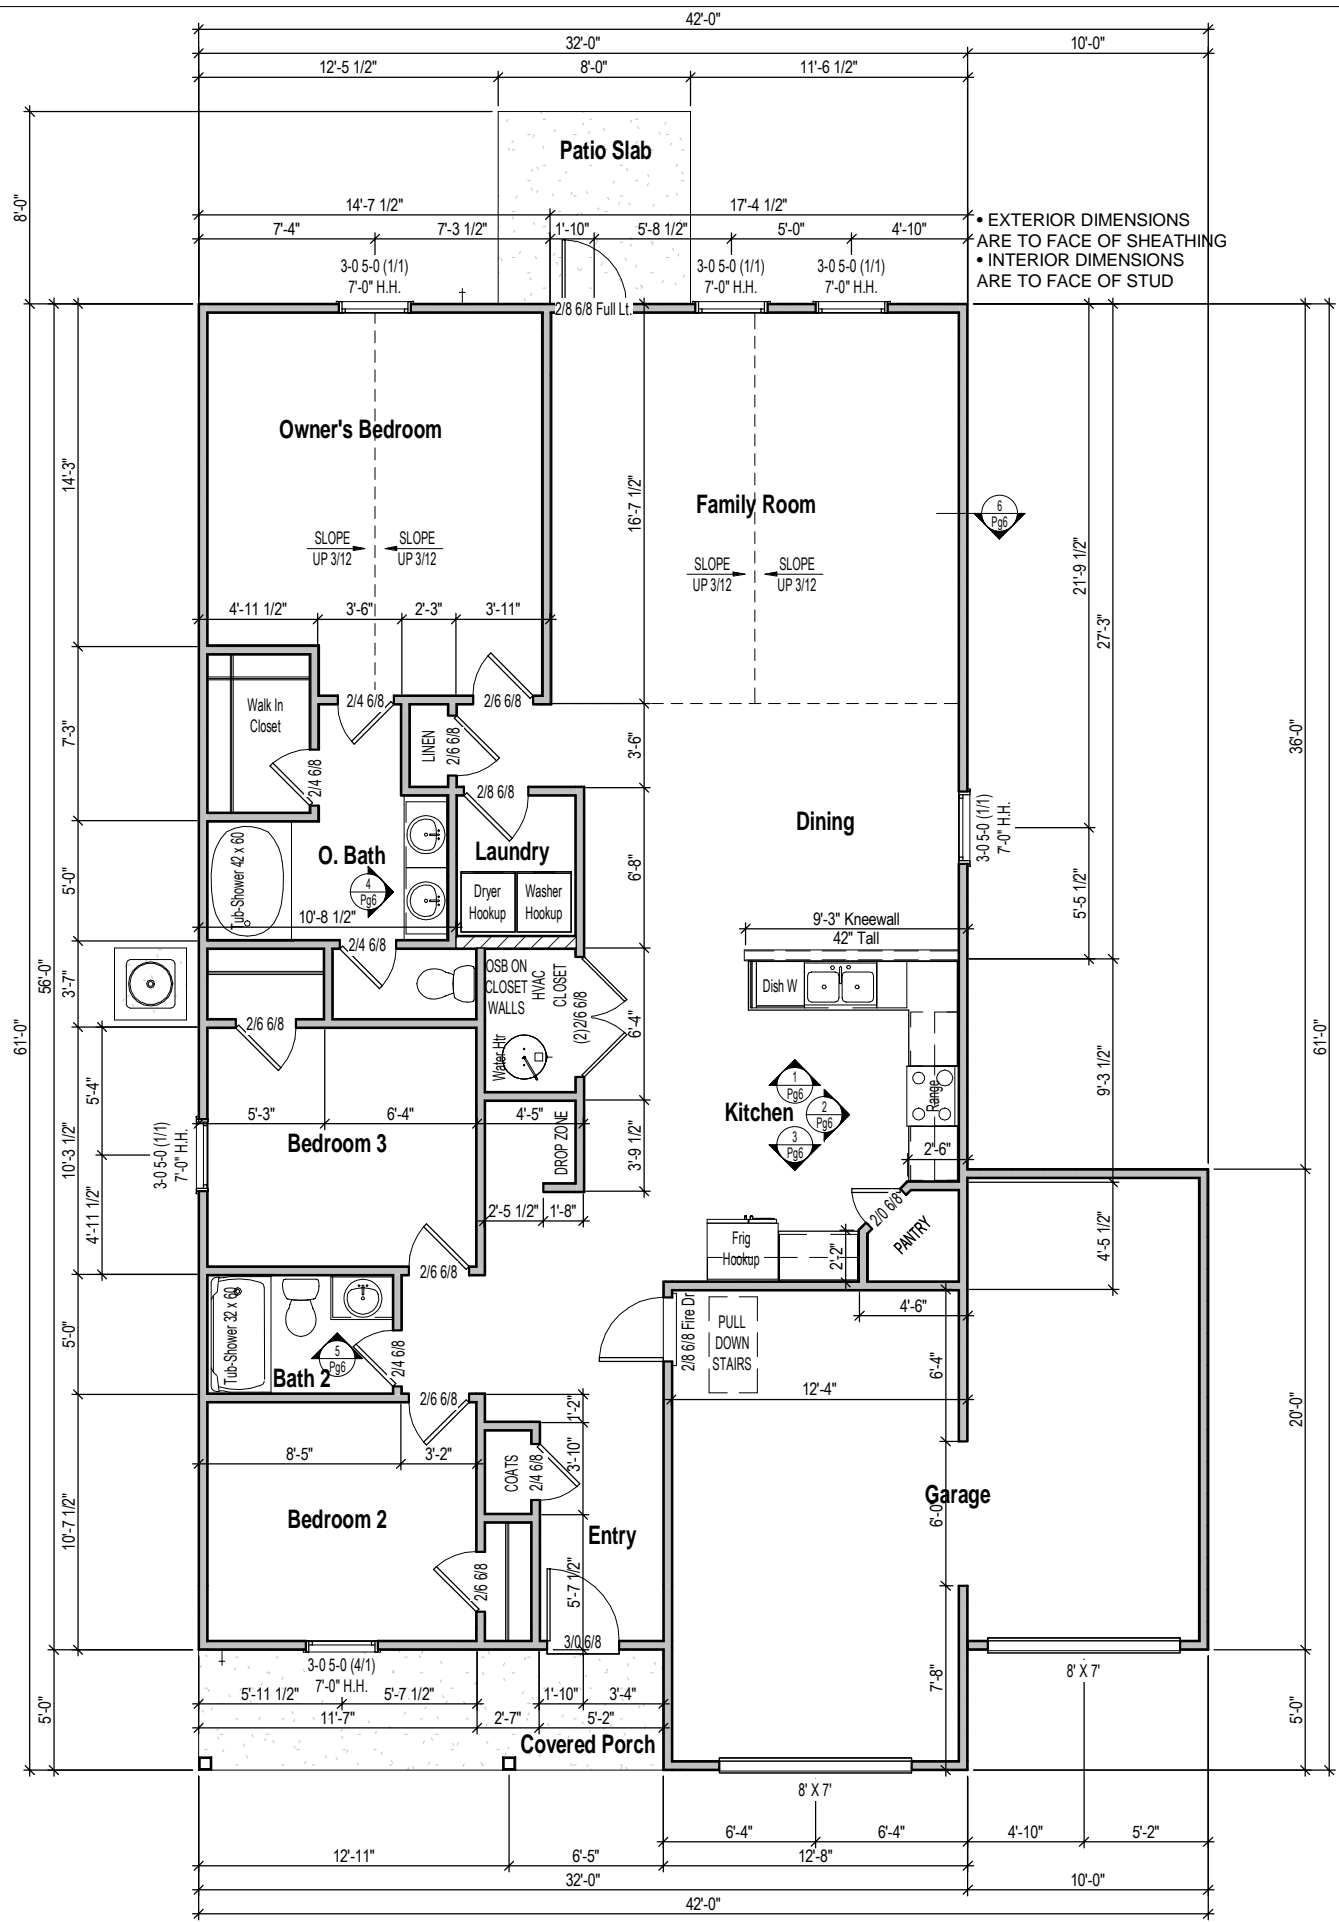 42'-0"
32'-0"
10'-0"
12'-5 1/2"
8'-0"
11'-6 1/2"
Patio Slab
8'-0"
14'-7 1/2"
17'-4 1/2"
7'-4"
7'-3 1/2"
1'-10"
5'-8 1/2"
5'-0"
4'-10"
• EXTERIOR DIMENSIONS
ARE TO FACE OF SHEATHING
• INTERIOR DIMENSIONS
ARE TO FACE OF STUD
3-0 5-0 (1/1)
7'-0" H.H.
3-0 5-0 (1/1)
7'-0" H.H.
3-0 5-0 (1/1)
7'-0" H.H.
2/8 6/8 Full Lt.
Owner's Bedroom
14'-3"
16'-7 1/2"
Family Room
6
Pg6
SLOPE
UP 3/12
SLOPE
UP 3/12
SLOPE
UP 3/12
SLOPE
UP 3/12
21'-9 1/2"
27'-3"
36'-0"
4'-11 1/2"
3'-6"
2'-3"
3'-11"
Walk In
Closet
2/4 6/8
2/6 6/8
LINEN
2/6 6/8
2/4 6/8
7'-3"
3'-6"
2/8 6/8
Dining
3-0 5-0 (1/1)
7'-0" H.H.
Tub-Shower 42 x 60
O. Bath
4
Pg6
10'-8 1/2"
Laundry
Dryer
Hookup
Washer
Hookup
5'-0"
6'-8"
5'-5 1/2"
9'-3" Kneewall
42" Tall
2/4 6/8
OSB ON
CLOSET
WALLS
HVAC
CLOSET
(2)2/6 6/8
Dish W
56'-0"
3'-7"
61'-0"
61'-0"
2/6 6/8
Water Htr
6'-4"
5'-4"
9'-3 1/2"
1
Pg6
2
Pg6
3
Pg6
Kitchen
Range
5'-3"
6'-4"
4'-5"
Bedroom 3
DROP ZONE
3'-9 1/2"
2'-6"
3-0 5-0 (1/1)
7'-0" H.H.
10'-3 1/2"
4'-11 1/2"
2'-5 1/2"
1'-8"
2/0 6/8
PANTRY
Frig
Hookup
2'-2"
4'-5 1/2"
2/6 6/8
4'-6"
Tub-Shower 32 x 60
5
Pg6
Bath 2
2/4 6/8
5'-0"
2/8 6/8 Fire Dr
PULL
DOWN
STAIRS
6'-4"
12'-4"
2/6 6/8
1'-2"
8'-5"
3'-2"
COATS
2/4 6/8
3'-10"
20'-0"
Bedroom 2
10'-7 1/2"
Entry
Garage
6'-0"
2/6 6/8
5'-7 1/2"
3/0 6/8
3-0 5-0 (4/1)
7'-0" H.H.
8' X 7'
7'-8"
5'-0"
5'-0"
5'-11 1/2"
5'-7 1/2"
1'-10"
3'-4"
11'-7"
2'-7"
5'-2"
Covered Porch
8' X 7'
6'-4"
6'-4"
4'-10"
5'-2"
12'-11"
6'-5"
12'-8"
32'-0"
10'-0"
42'-0"